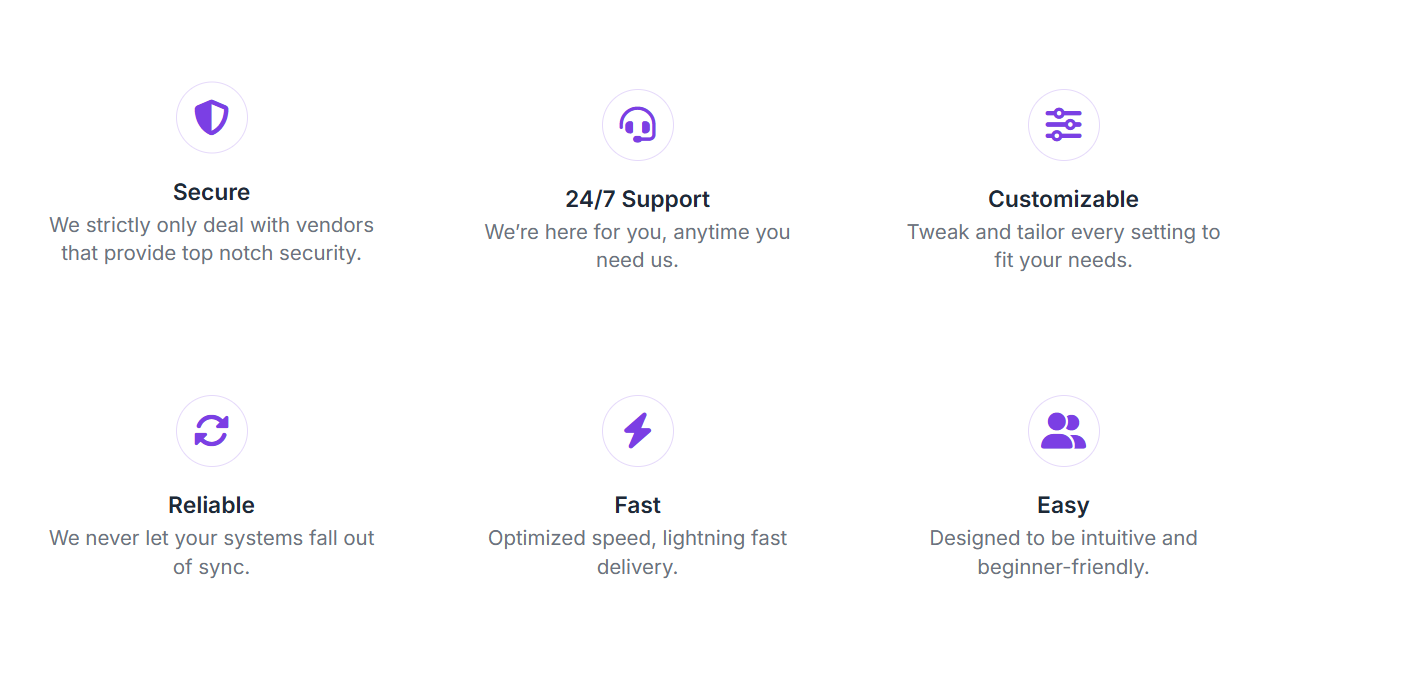 Secure
We strictly only deal with vendors
that provide top notch security.
24/7 Support
We’re here for you, anytime you
need us.
Customizable
Tweak and tailor every setting to
fit your needs.
Reliable
We never let your systems fall out
of sync.
Fast
Optimized speed, lightning fast
delivery.
Easy
Designed to be intuitive and
beginner-friendly.